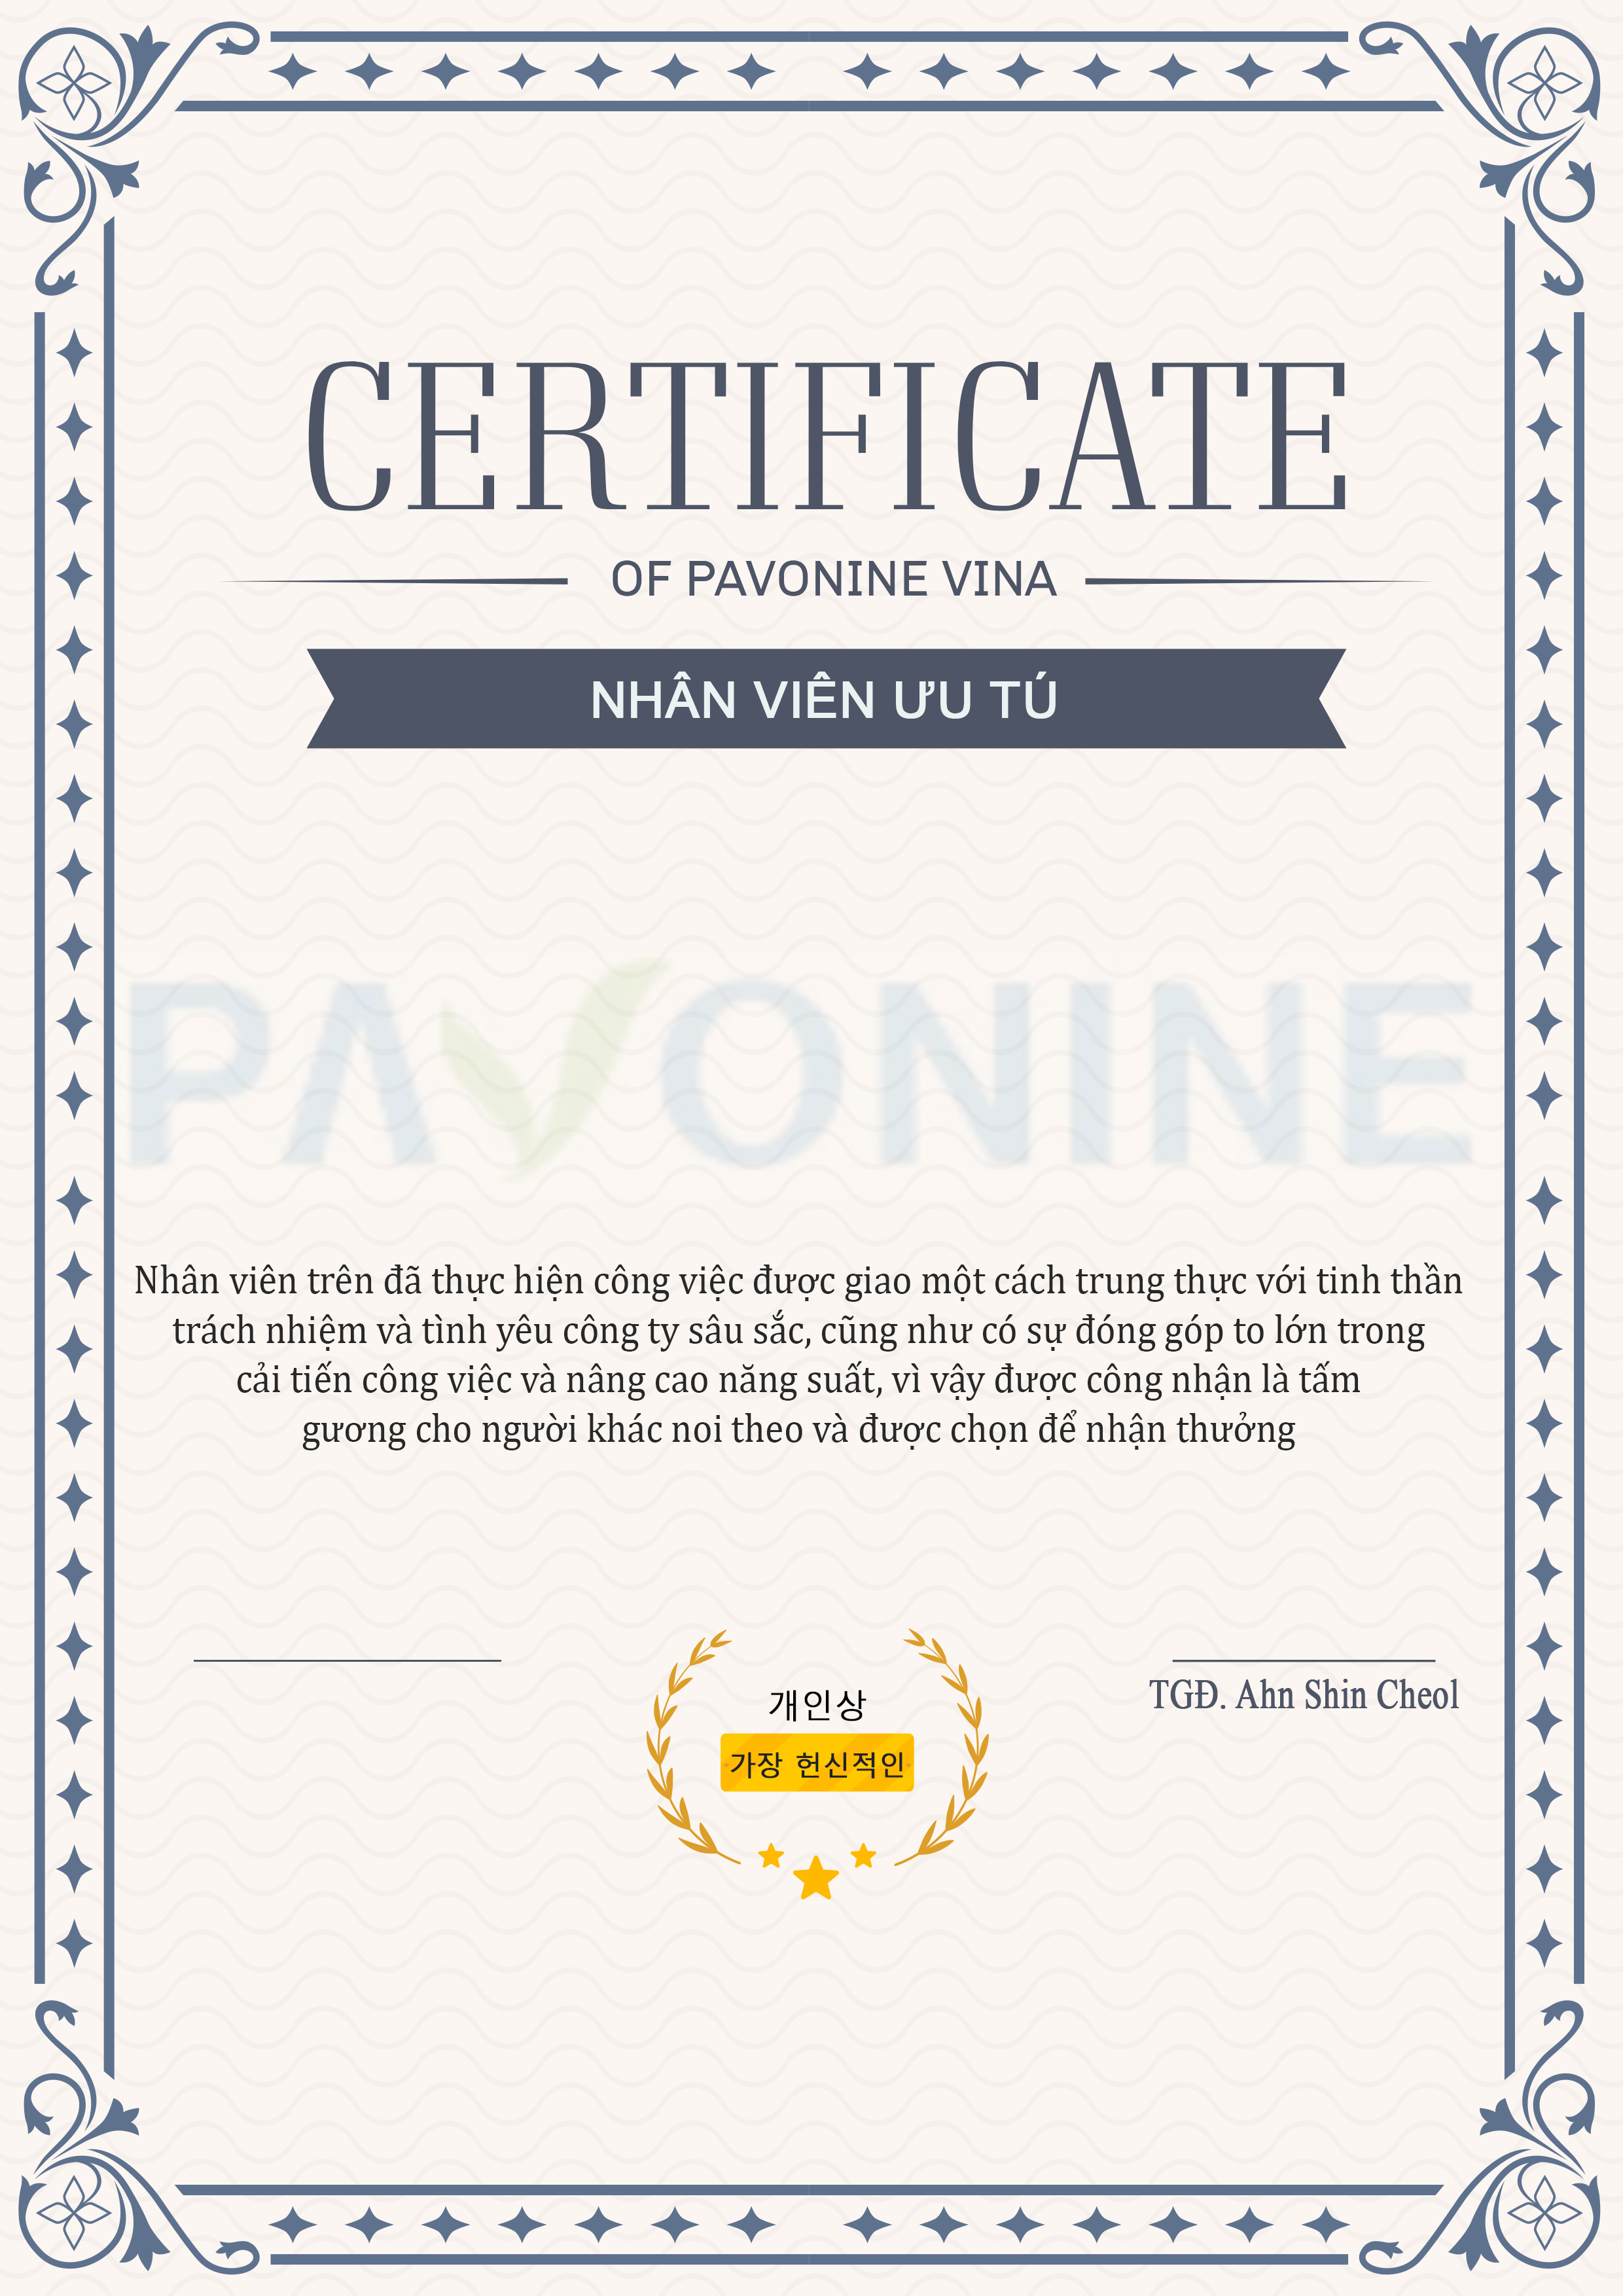 CERTIFICATE
OF PAVONINE VINA
NHÂN VIÊN ƯU TÚ
PAVONINE
Nhân viên trên đã thực hiện công việc được giao một cách trung thực với tinh thần
trách nhiệm và tình yêu công ty sâu sắc, cũng như có sự đóng góp to lớn trong
cải tiến công việc và nâng cao năng suất, vì vậy được công nhận là tấm
gương cho người khác noi theo và được chọn để nhận thưởng
개인상
가장 헌신적인
TGĐ. Ahn Shin Cheol